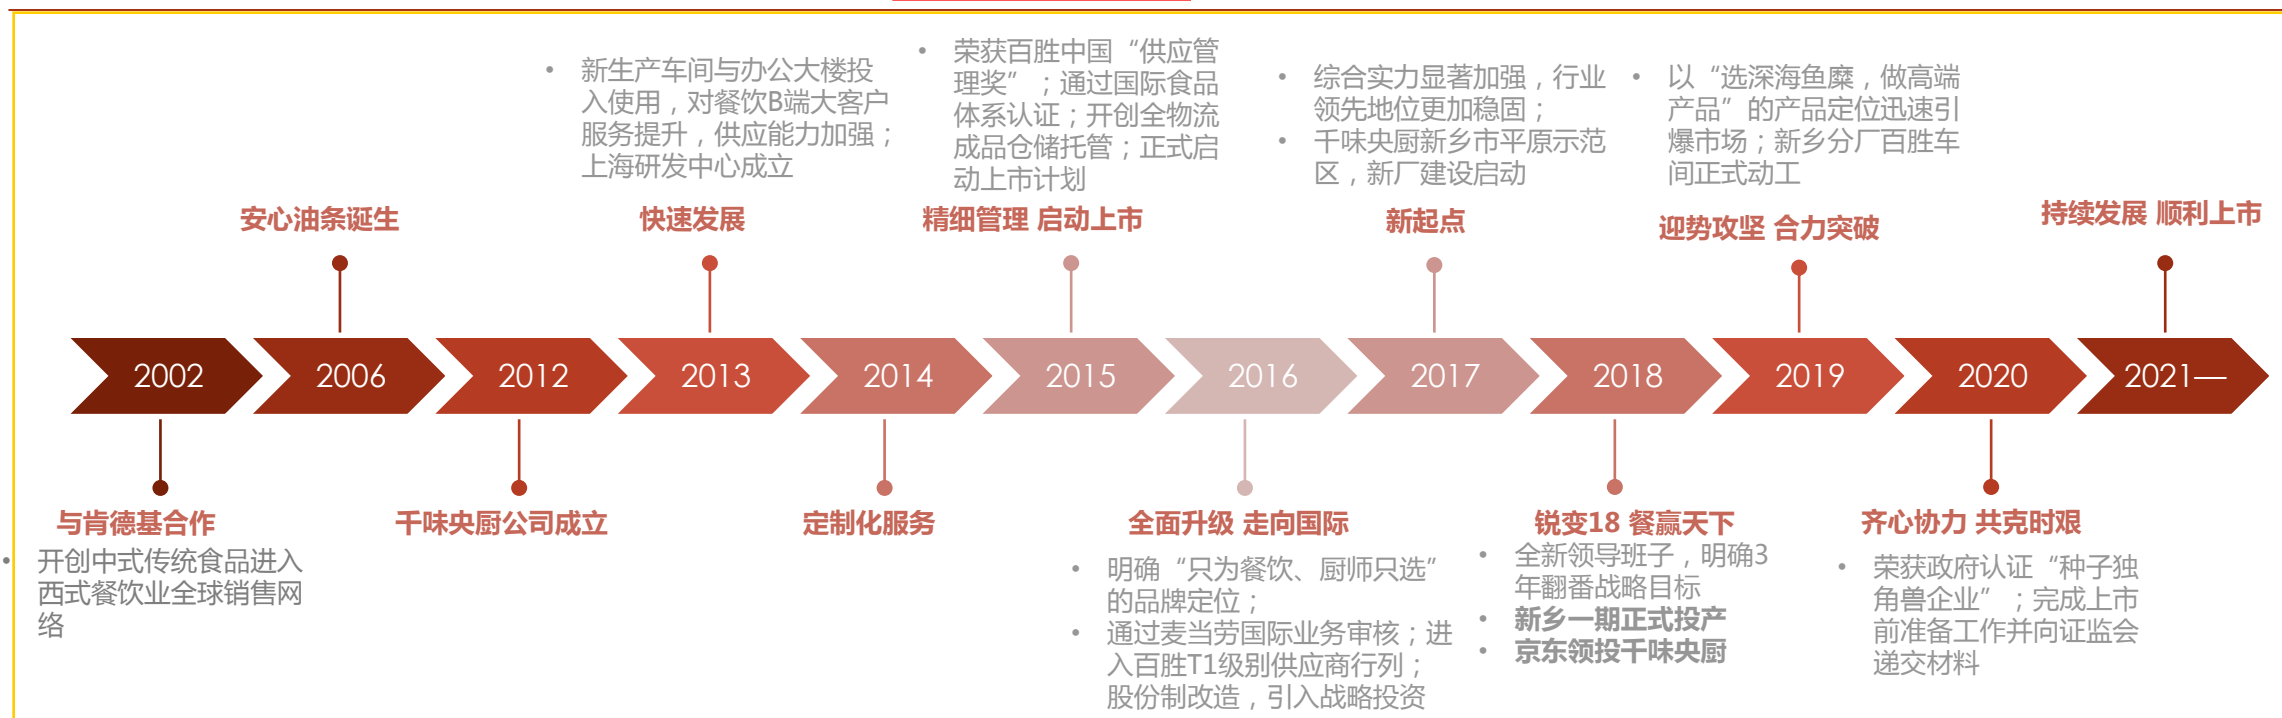 • 新生产车间与办公大楼投
入使用，对餐饮B端大客户
服务提升，供应能力加强；
上海研发中心成立
• 荣获百胜中国“供应管
理奖”；通过国际食品
体系认证；开创全物流
成品仓储托管；正式启
动上市计划
• 综合实力显著加强，行业
领先地位更加稳固；
• 千味央厨新乡市平原示范
区，新厂建设启动
• 以“选深海鱼糜，做高端
产品”的产品定位迅速引
爆市场；新乡分厂百胜车
间正式动工
安心油条诞生
快速发展
精细管理 启动上市
新起点
迎势攻坚 合力突破
持续发展 顺利上市
2002
2006
2012
2013
2014
2015
2016
2017
2018
2019
2020
2021—
与肯德基合作
• 开创中式传统食品进入
西式餐饮业全球销售网
络
千味央厨公司成立
定制化服务
全面升级 走向国际
• 明确“只为餐饮、厨师只选”
的品牌定位；
• 通过麦当劳国际业务审核；进
入百胜T1级别供应商行列；
股份制改造，引入战略投资
锐变18 餐赢天下
• 全新领导班子，明确3
年翻番战略目标
• 新乡一期正式投产
• 京东领投千味央厨
齐心协力 共克时艰
• 荣获政府认证“种子独
角兽企业”；完成上市
前准备工作并向证监会
递交材料